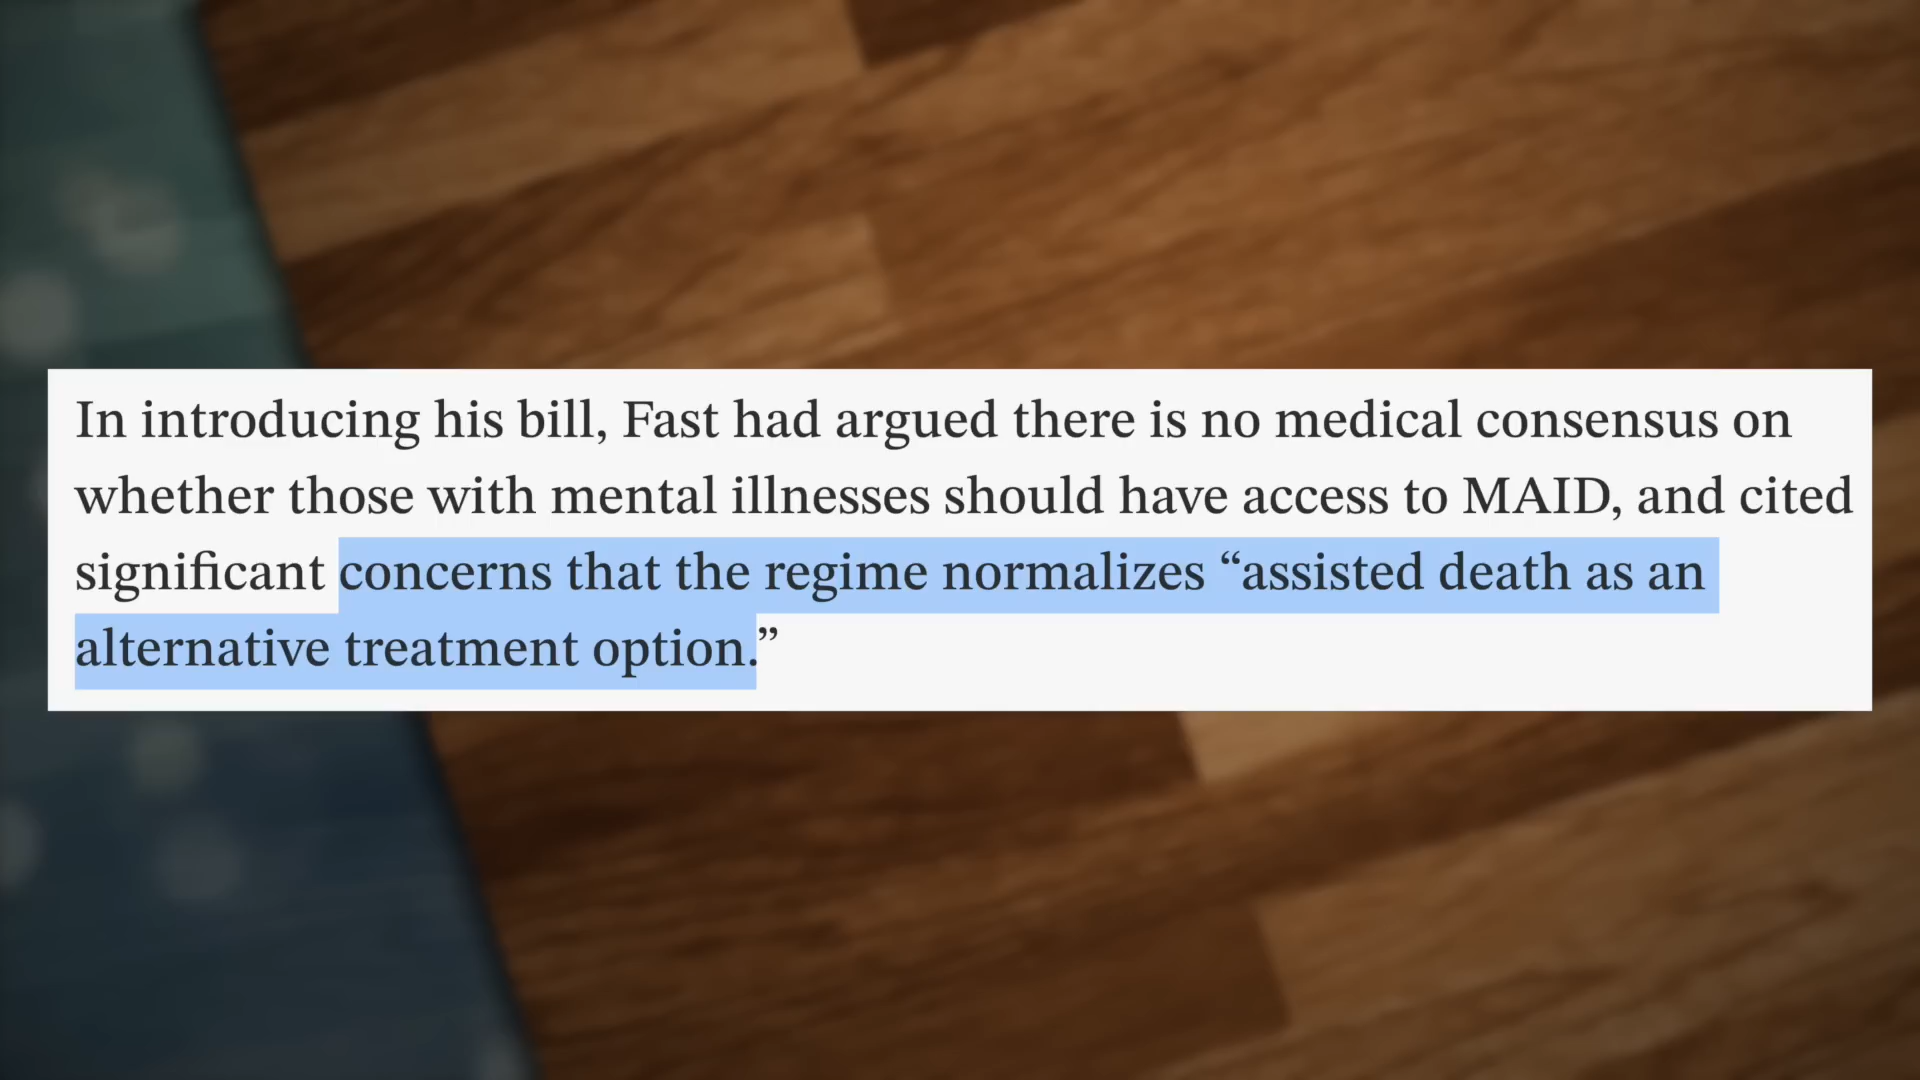 In introducing his bill, Fast had argued there is no medical consensus on
whether those with mental illnesses should have access to MAID, and cited
significant concerns that the regime normalizes “assisted death as an
alternative treatment option.”